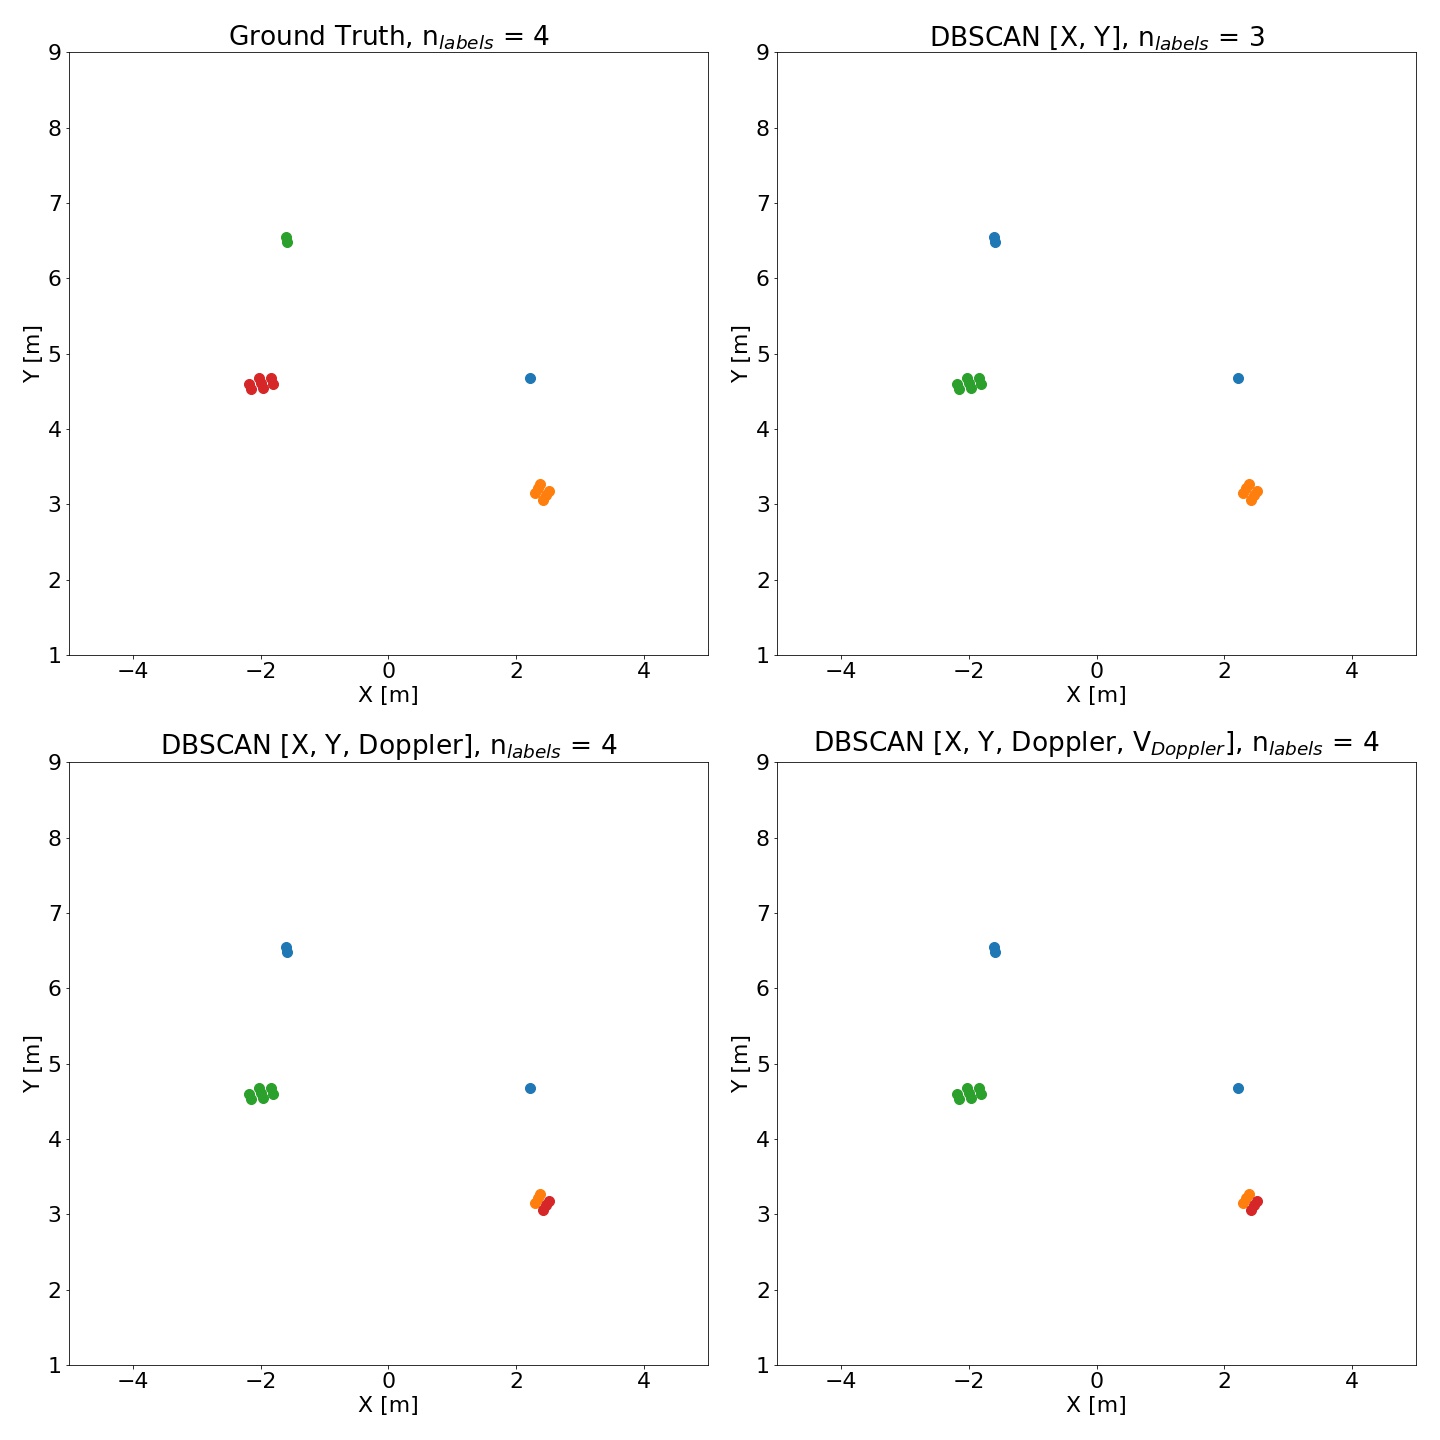 Ground Truth, n_labels = 4
9
8
7
6
5
4
3
2
1
Y [m]
−4 −2 0 2 4
X [m]
DBSCAN [X, Y], n_labels = 3
9
8
7
6
5
4
3
2
1
Y [m]
−4 −2 0 2 4
X [m]
DBSCAN [X, Y, Doppler], n_labels = 4
9
8
7
6
5
4
3
2
1
Y [m]
−4 −2 0 2 4
X [m]
DBSCAN [X, Y, Doppler, V_Doppler], n_labels = 4
9
8
7
6
5
4
3
2
1
Y [m]
−4 −2 0 2 4
X [m]